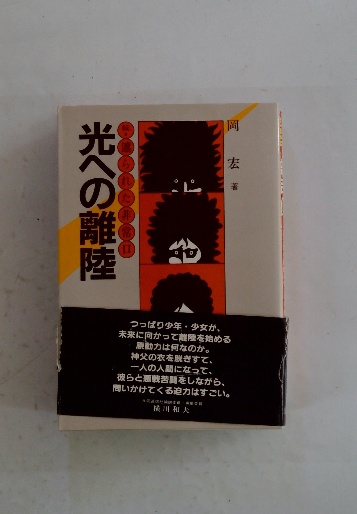 岡 宏 著
光への離陸
つっぱり少年・少女が、
未来に向かって離陸を始める
原動力は何なのか。
神父の衣を脱ぎすて、
一人の人間になって、
彼らと悪戦苦闘をしながら、
問いかけてくる迫力はすごい。
横川和夫